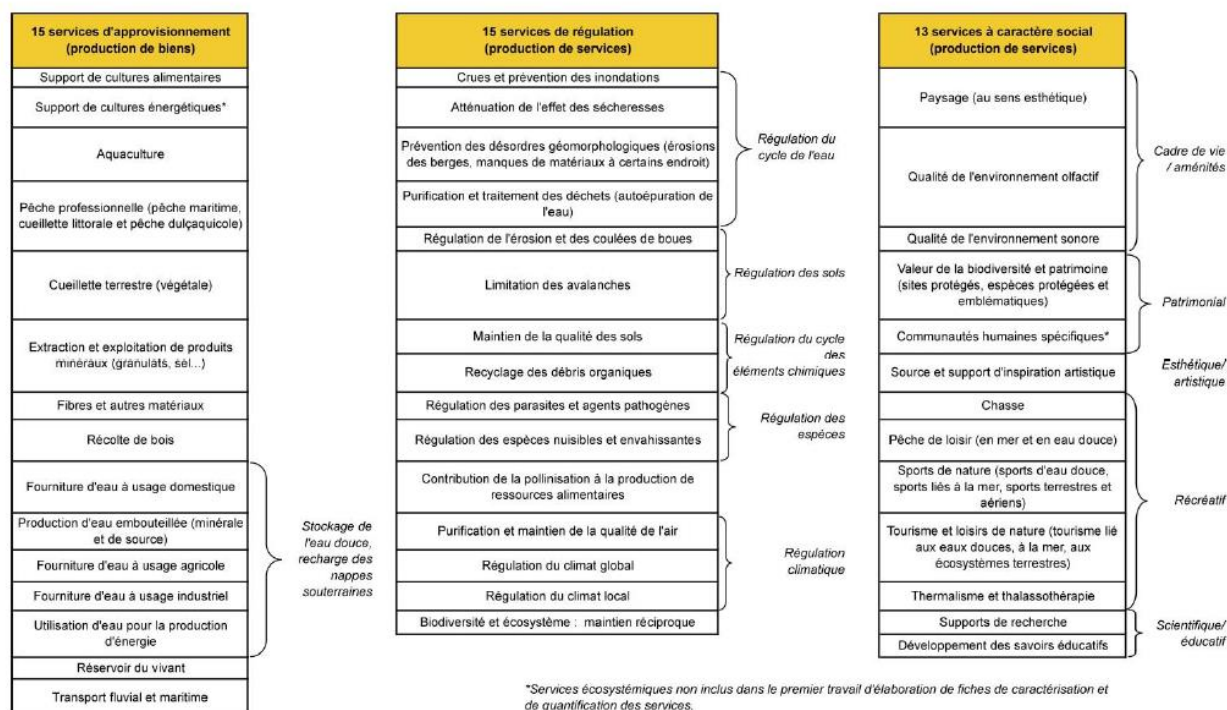 15 services d'approvisionnement
(production de biens)
Support de cultures alimentaires
Support de cultures énergétiques*
Aquaculture
Pêche professionnelle (pêche maritime,
cueillette littorale et pêche dulçaquicole)
Cueillette terrestre (végétale)
Extraction et exploitation de produits
minéraux (granulats, sel...)
Fibres et autres matériaux
Récolte de bois
Fourniture d'eau à usage domestique
Production d'eau embouteillée (minérale
et de source)
Fourniture d'eau à usage agricole
Fourniture d'eau à usage industriel
Utilisation d'eau pour la production
d'énergie
Réservoir du vivant
Transport fluvial et maritime
Stockage de
l'eau douce,
recharge des
nappes
souterraines
15 services de régulation
(production de services)
Crues et prévention des inondations
Atténuation de l'effet des sécheresses
Prévention des désordres géomorphologiques (érosions
des berges, manques de matériaux à certains endroit)
Purification et traitement des déchets (autoépuration de
l'eau)
Régulation de l'érosion et des coulées de boues
Limitation des avalanches
Maintien de la qualité des sols
Recyclage des débris organiques
Régulation des parasites et agents pathogènes
Régulation des espèces nuisibles et envahissantes
Contribution de la pollinisation à la production de
ressources alimentaires
Purification et maintien de la qualité de l'air
Régulation du climat global
Régulation du climat local
Biodiversité et écosystème : maintien réciproque
Régulation du
cycle de l'eau
Régulation des sols
Régulation du cycle
des
éléments chimiques
Régulation des
espèces
Régulation
climatique
13 services à caractère social
(production de services)
Paysage (au sens esthétique)
Qualité de l'environnement olfactif
Qualité de l'environnement sonore
Valeur de la biodiversité et patrimoine
(sites protégés, espèces protégées et
emblématiques)
Communautés humaines spécifiques*
Source et support d'inspiration artistique
Chasse
Pêche de loisir (en mer et en eau douce)
Sports de nature (sports d'eau douce,
sports liés à la mer, sports terrestres et
aériens)
Tourisme et loisirs de nature (tourisme lié
aux eaux douces, à la mer, aux
écosystèmes terrestres)
Thermalisme et thalassothérapie
Supports de recherche
Développement des savoirs éducatifs
Cadre de vie
/ aménités
Patrimonial
Esthétique/
artistique
Récréatif
Scientifique/
éducatif
*Services écosystémiques non inclus dans le premier travail d'élaboration de fiches de caractérisation et
de quantification des services.